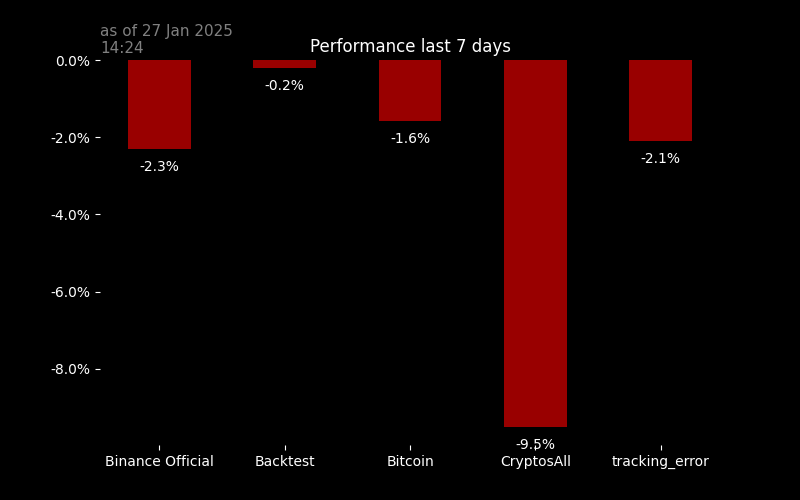 as of 27 Jan 2025
14:24
Performance last 7 days
0.0%
-2.0%
-4.0%
-6.0%
-8.0%
-2.3%
-0.2%
-1.6%
-9.5%
-2.1%
Binance Official
Backtest
Bitcoin
CryptosAll
tracking_error